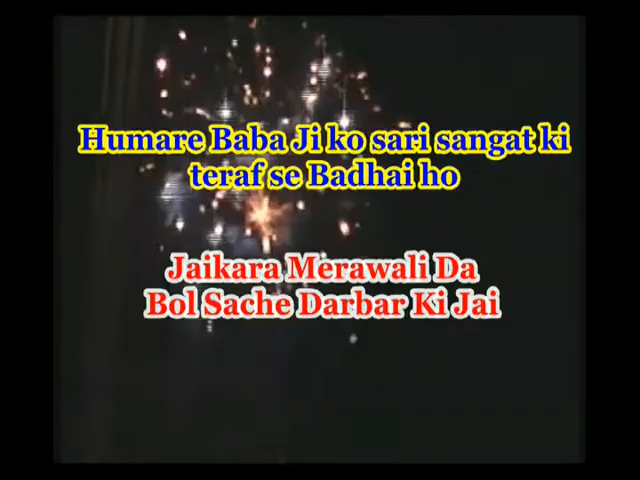 Humare Baba Ji ko sari sangat ki
teraf se Badhai ho
Jaikara Merawali Da
Bol Sache Darbar Ki Jai